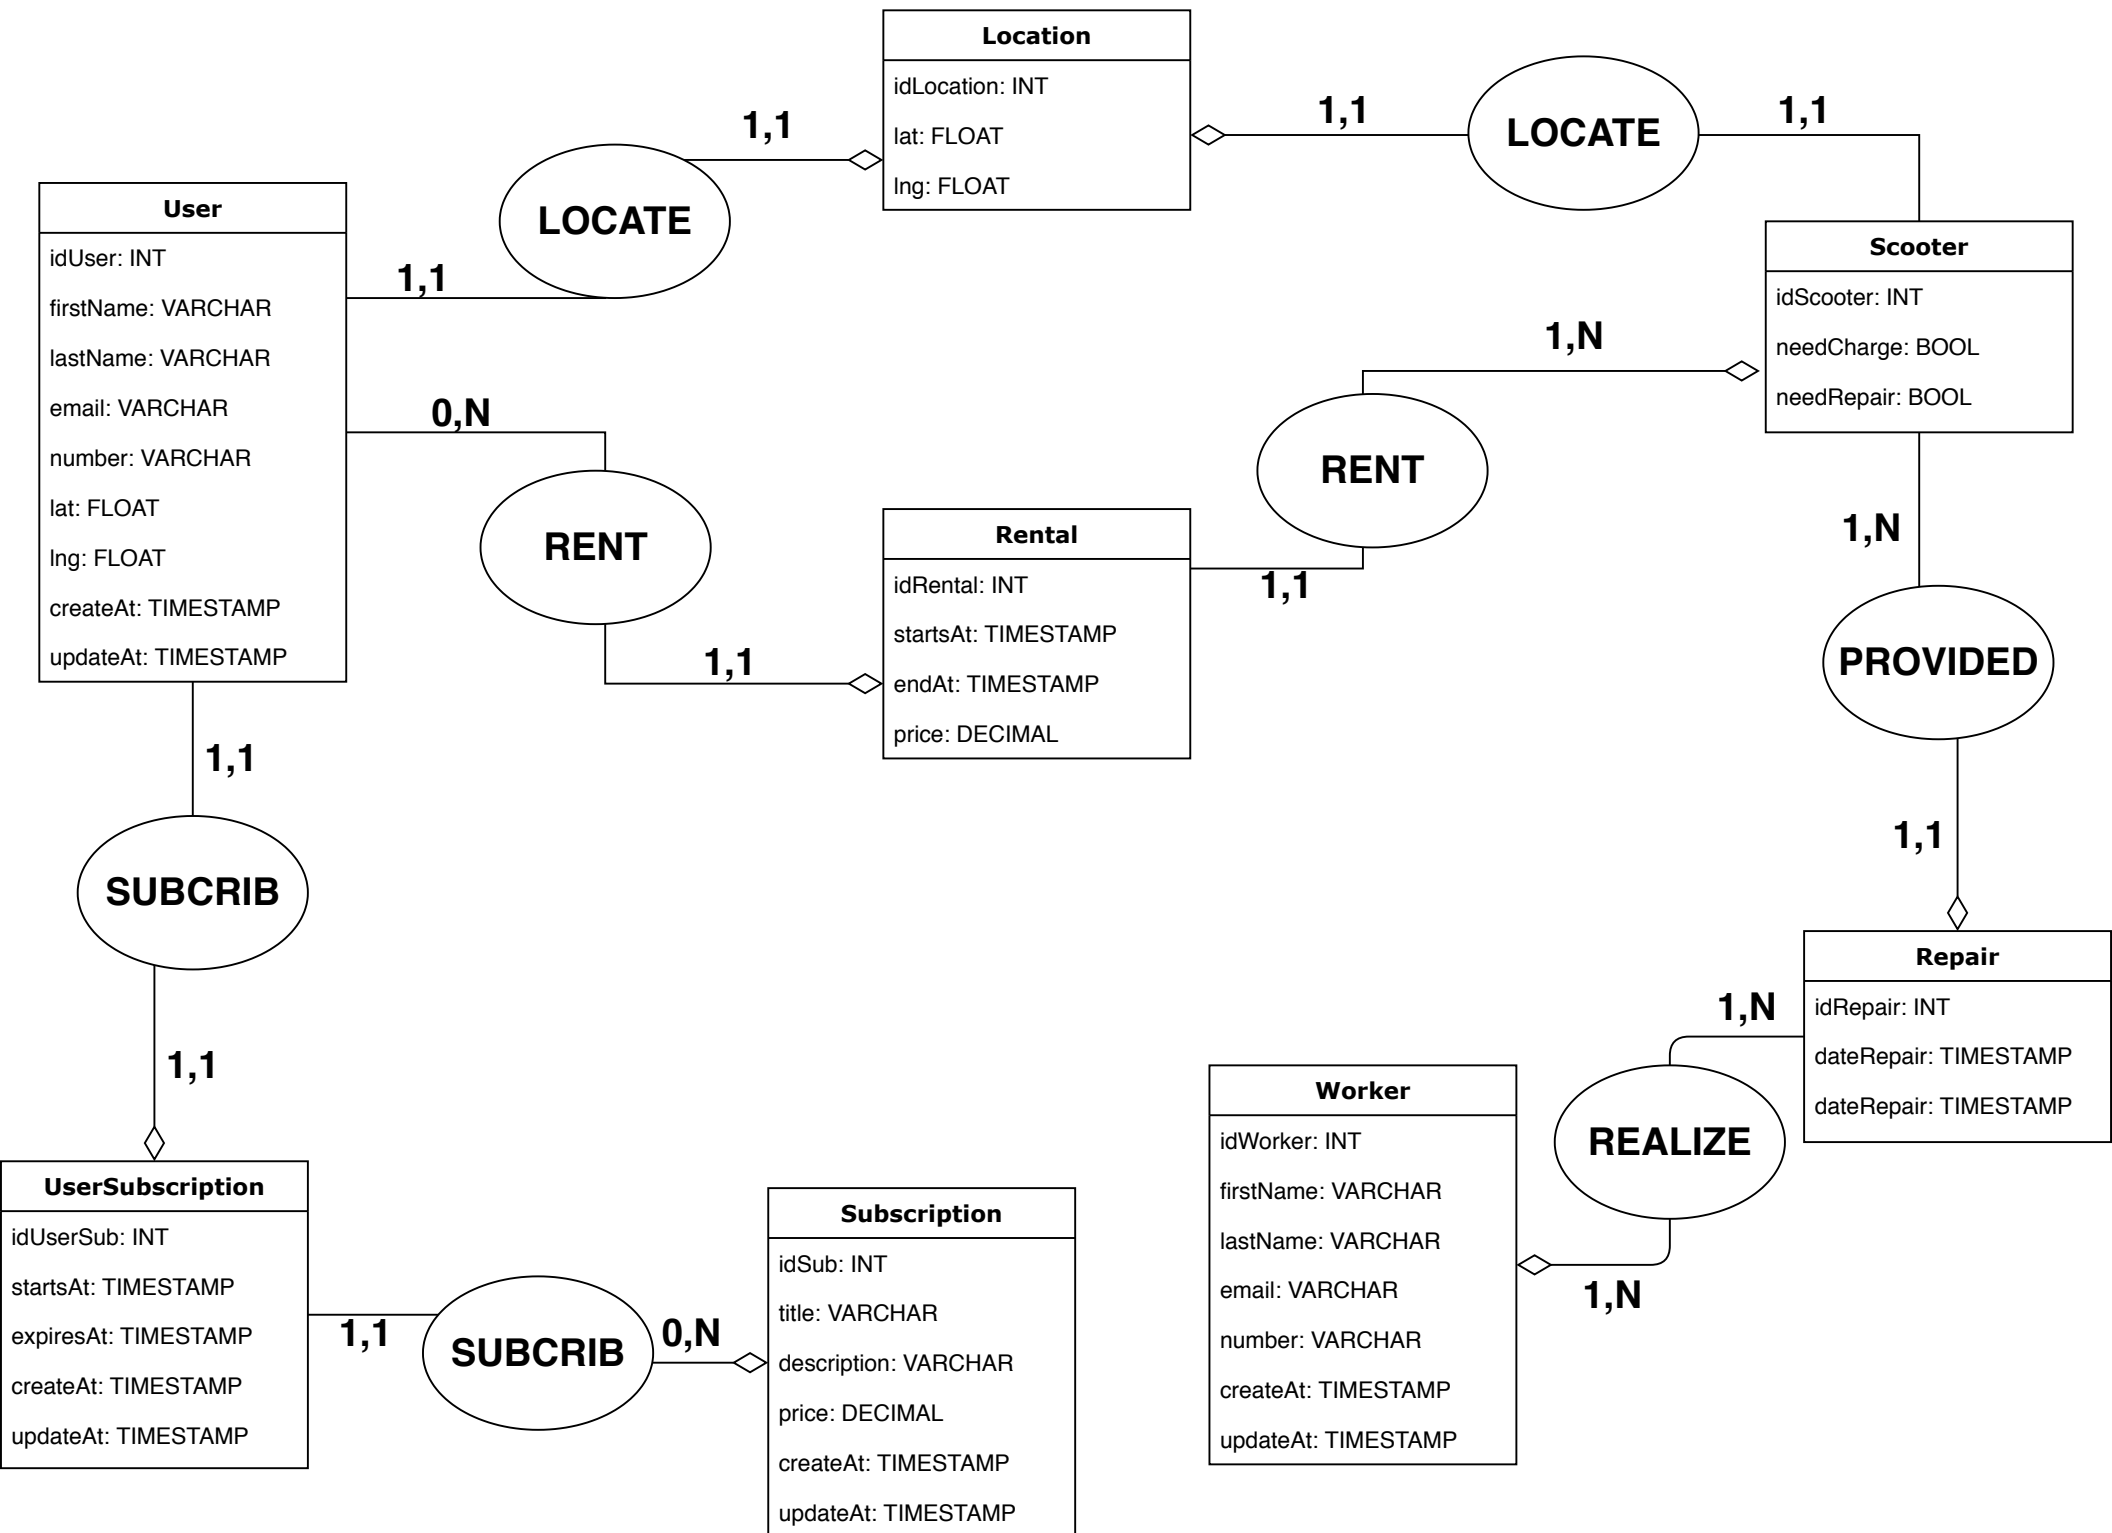 Location
idLocation: INT
lat: FLOAT
lng: FLOAT
1,1
LOCATE
1,1
1,1
LOCATE
1,1
User
idUser: INT
firstName: VARCHAR
lastName: VARCHAR
email: VARCHAR
number: VARCHAR
lat: FLOAT
lng: FLOAT
createAt: TIMESTAMP
updateAt: TIMESTAMP
Scooter
idScooter: INT
needCharge: BOOL
needRepair: BOOL
0,N
RENT
1,1
Rental
idRental: INT
startsAt: TIMESTAMP
endAt: TIMESTAMP
price: DECIMAL
1,N
RENT
1,1
1,N
PROVIDED
1,1
1,1
SUBCRIB
1,1
Repair
idRepair: INT
dateRepair: TIMESTAMP
dateRepair: TIMESTAMP
1,N
REALIZE
1,N
Worker
idWorker: INT
firstName: VARCHAR
lastName: VARCHAR
email: VARCHAR
number: VARCHAR
createAt: TIMESTAMP
updateAt: TIMESTAMP
UserSubscription
idUserSub: INT
startsAt: TIMESTAMP
expiresAt: TIMESTAMP
createAt: TIMESTAMP
updateAt: TIMESTAMP
1,1
SUBCRIB
0,N
Subscription
idSub: INT
title: VARCHAR
description: VARCHAR
price: DECIMAL
createAt: TIMESTAMP
updateAt: TIMESTAMP